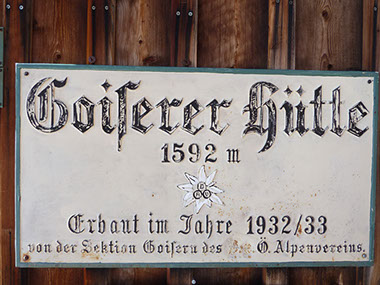 Goiserer Hütte
1592 m
Erbaut im Jahre 1932/33
von der Sektion Goisern des Ö. Alpenvereins.